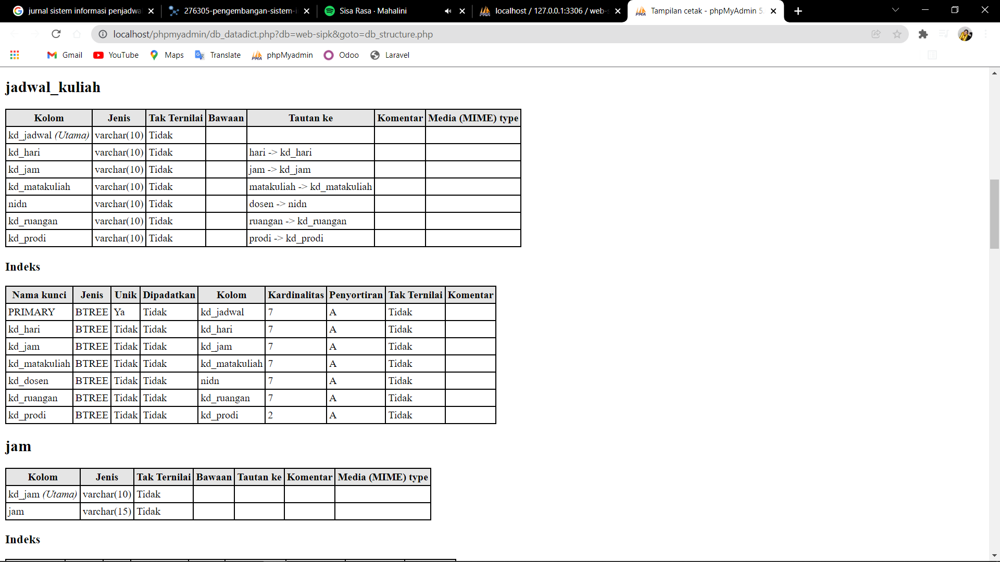 jurnal sistem informasi penjadwa
276305-pengembangan-sistem-i
Sisa Rasa · Mahalini
localhost / 127.0.0.1:3306 / web-s
Tampilan cetak - phpMyAdmin 5.
localhost/phpmyadmin/db_datadict.php?db=web-sipk&goto=db_structure.php
Gmail YouTube Maps Translate phpMyadmin Odoo Laravel
jadwal_kuliah
Kolom Jenis Tak Ternilai Bawaan Tautan ke Komentar Media (MIME) type
kd_jadwal (Utama) varchar(10) Tidak
kd_hari varchar(10) Tidak hari -> kd_hari
kd_jam varchar(10) Tidak jam -> kd_jam
kd_matakuliah varchar(10) Tidak matakuliah -> kd_matakuliah
nidn varchar(10) Tidak dosen -> nidn
kd_ruangan varchar(10) Tidak ruangan -> kd_ruangan
kd_prodi varchar(10) Tidak prodi -> kd_prodi
Indeks
Nama kunci Jenis Unik Dipadatkan Kolom Kardinalitas Penyortiran Tak Ternilai Komentar
PRIMARY BTREE Ya Tidak kd_jadwal 7 A Tidak
kd_hari BTREE Tidak Tidak kd_hari 7 A Tidak
kd_jam BTREE Tidak Tidak kd_jam 7 A Tidak
kd_matakuliah BTREE Tidak Tidak kd_matakuliah 7 A Tidak
kd_dosen BTREE Tidak Tidak nidn 7 A Tidak
kd_ruangan BTREE Tidak Tidak kd_ruangan 7 A Tidak
kd_prodi BTREE Tidak Tidak kd_prodi 2 A Tidak
jam
Kolom Jenis Tak Ternilai Bawaan Tautan ke Komentar Media (MIME) type
kd_jam (Utama) varchar(10) Tidak
jam varchar(15) Tidak
Indeks